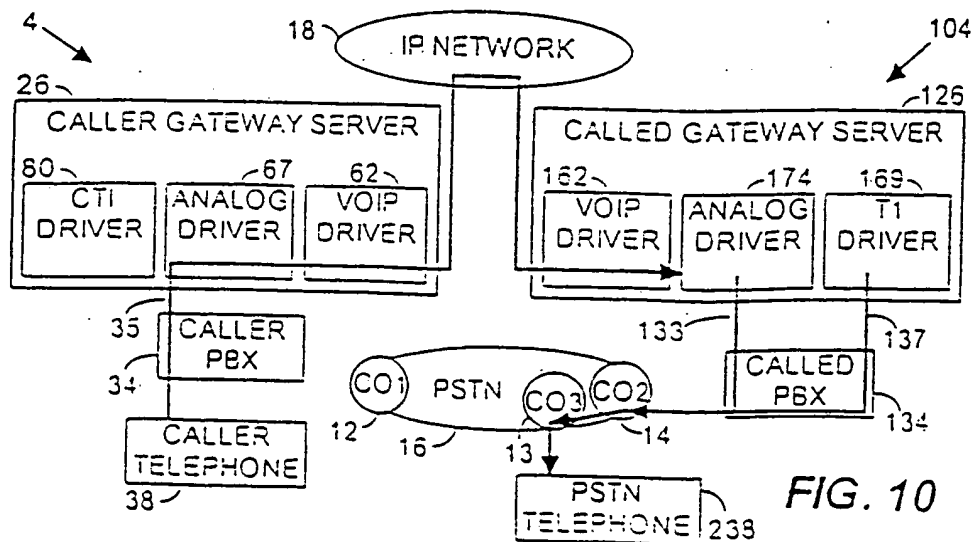 4
18
IP NETWORK
104
26
CALLER GATEWAY SERVER
80
CTI
DRIVER
67
ANALOG
DRIVER
62
VOIP
DRIVER
126
CALLED GATEWAY SERVER
162
VOIP
DRIVER
174
ANALOG
DRIVER
169
T1
DRIVER
35
34
CALLER
PBX
133
137
CALLED
PBX
134
CO1
PSTN
CO3
CO2
12
16
13
14
CALLER
TELEPHONE
38
PSTN
TELEPHONE
238
FIG. 10